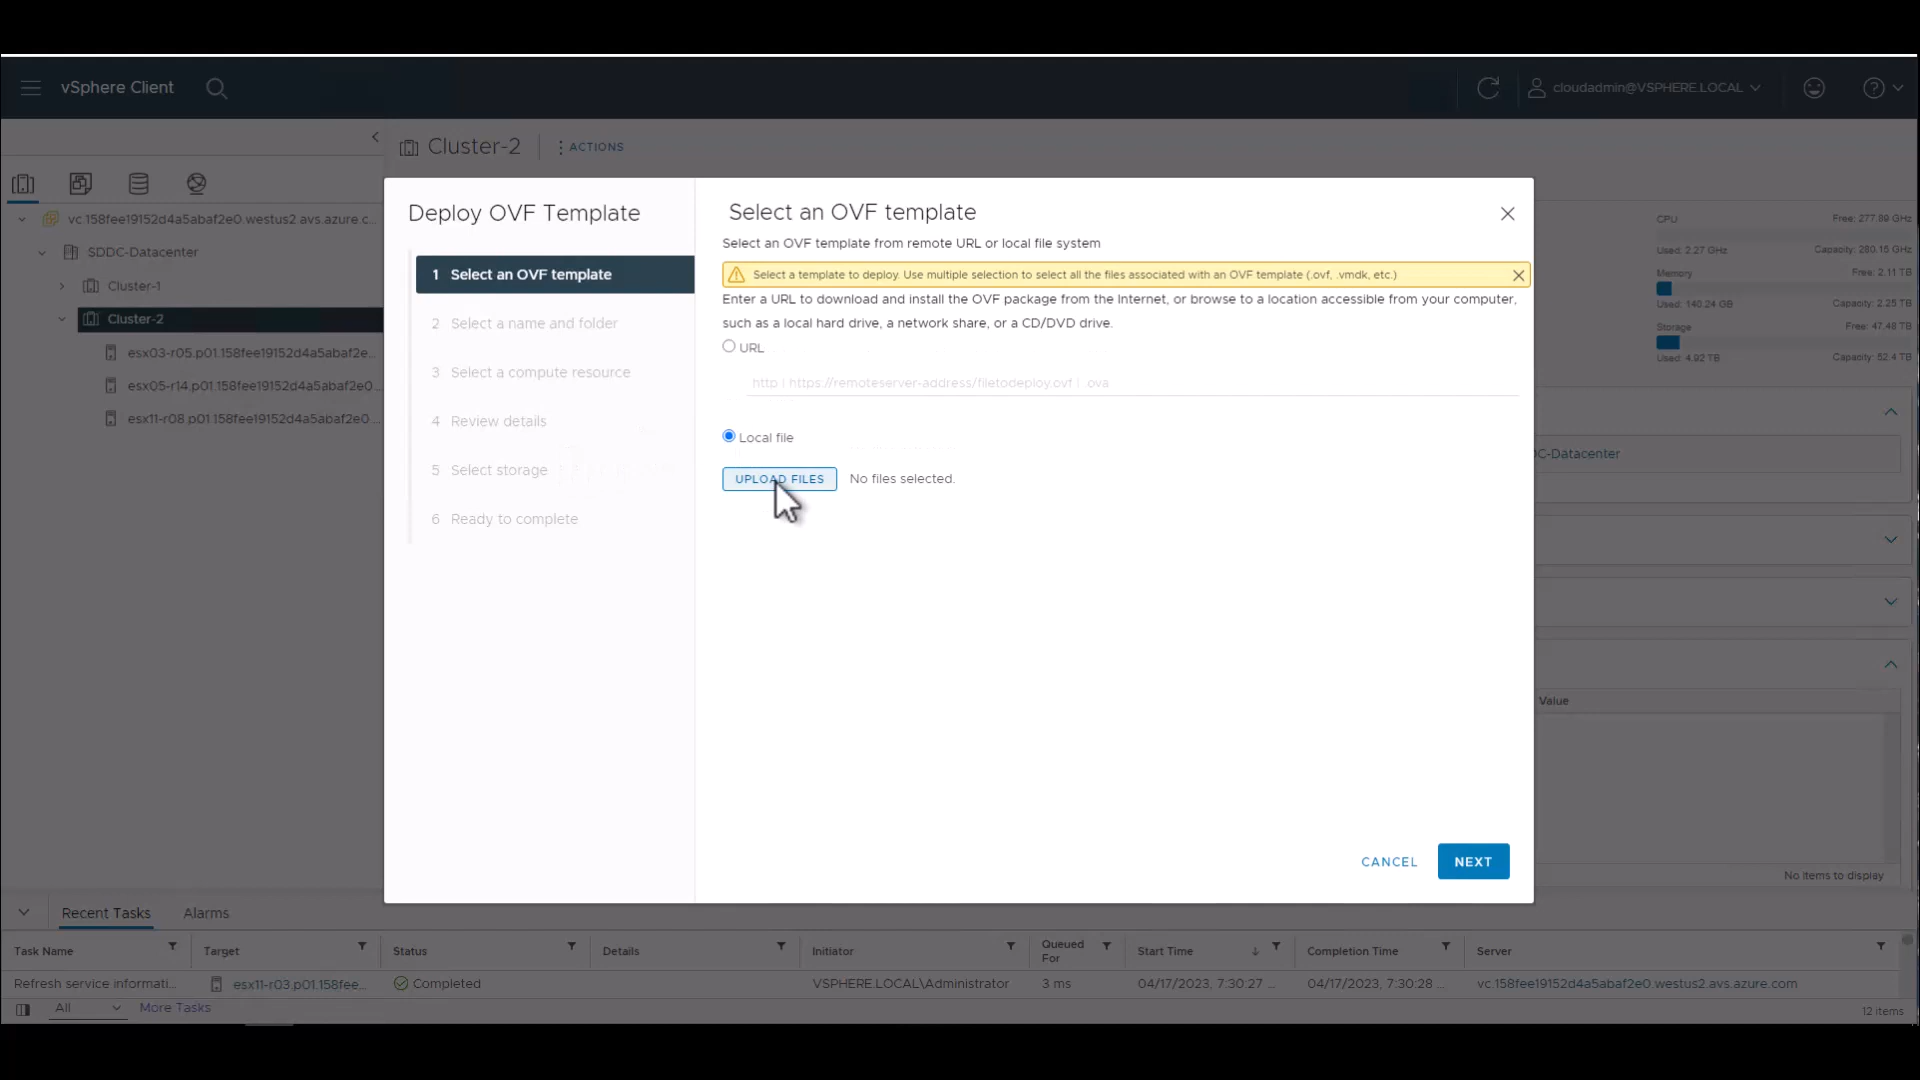 vSphere Client
cloudadmin@VSPHERE.LOCAL
Cluster-2
ACTIONS
vc.158fee19152d4a5abaf2e0.westus2.avs.azure.c...
SDDC-Datacenter
Cluster-1
Cluster-2
esx03-r05.p01.158fee19152d4a5abaf2e...
esx05-r14.p01.158fee19152d4a5abaf2e0...
esx11-r08.p01.158fee19152d4a5abaf2e0...
Deploy OVF Template
1 Select an OVF template
2 Select a name and folder
3 Select a compute resource
4 Review details
5 Select storage
6 Ready to complete
Select an OVF template
Select an OVF template from remote URL or local file system
Select a template to deploy. Use multiple selection to select all the files associated with an OVF template (.ovf, .vmdk, etc.)
Enter a URL to download and install the OVF package from the Internet, or browse to a location accessible from your computer,
such as a local hard drive, a network share, or a CD/DVD drive.
URL
http | https://remoteserver-address/filetodeploy.ovf | .ova
Local file
UPLOAD FILES No files selected.
CANCEL NEXT
CPU Free: 277.89 GHz
Used: 2.27 GHz Capacity: 280.15 GHz
Memory Free: 2.11 TB
Used: 140.24 GB Capacity: 2.25 TB
Storage Free: 47.48 TB
Used: 4.92 TB Capacity: 52.4 TB
DC-Datacenter
Value
No items to display
Recent Tasks Alarms
Task Name Target Status Details Initiator Queued For Start Time Completion Time Server
Refresh service informati... esx11-r03.p01.158fee... Completed VSPHERE.LOCAL\Administrator 3 ms 04/17/2023, 7:30:27 ... 04/17/2023, 7:30:28 ... vc.158fee19152d4a5abaf2e0.westus2.avs.azure.com
All More Tasks 12 items